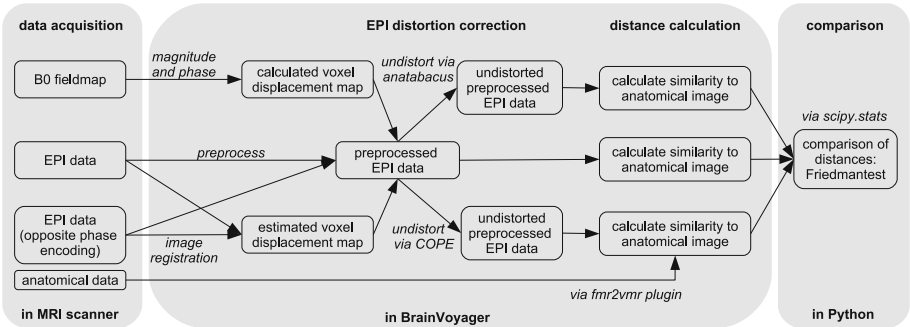 data acquisition
EPI distortion correction
distance calculation
comparison
B0 fieldmap
magnitude
and phase
calculated voxel
displacement map
undistort via
anatabacus
undistorted
preprocessed
EPI data
calculate similarity to
anatomical image
via scipy.stats
EPI data
preprocess
preprocessed
EPI data
calculate similarity to
anatomical image
comparison of
distances:
Friedmantest
EPI data
(opposite phase
encoding)
image
registration
estimated voxel
displacement map
undistort
via COPE
undistorted
preprocessed
EPI data
calculate similarity to
anatomical image
anatomical data
via fmr2vmr plugin
in MRI scanner
in BrainVoyager
in Python